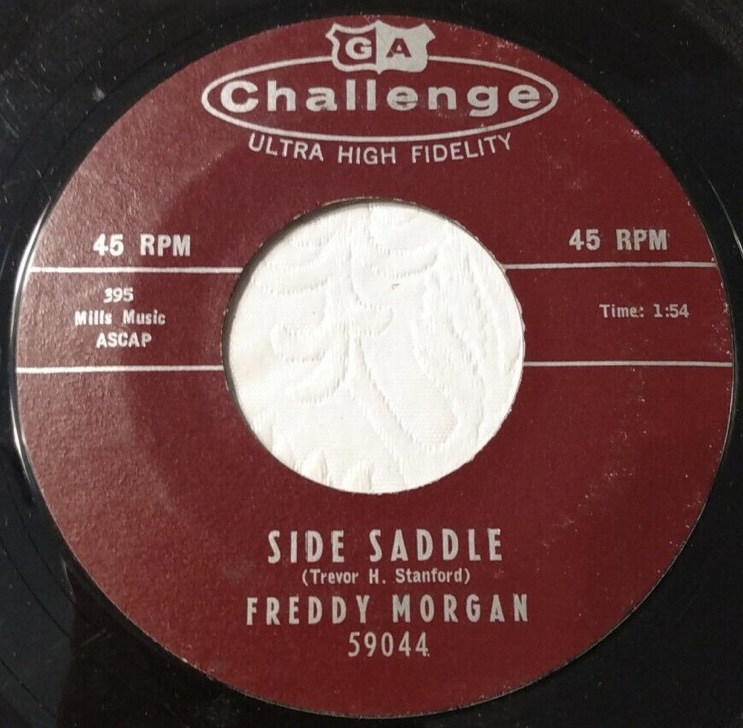 GA
Challenge
ULTRA HIGH FIDELITY
45 RPM
45 RPM
395
Mills Music
ASCAP
Time: 1:54
SIDE SADDLE
(Trevor H. Stanford)
FREDDY MORGAN
59044